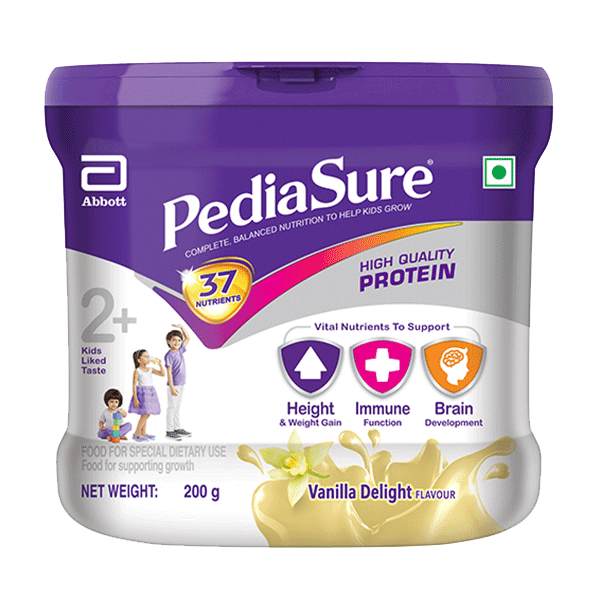 Abbott
PediaSure®
COMPLETE, BALANCED NUTRITION TO HELP KIDS GROW
37
NUTRIENTS
HIGH QUALITY
PROTEIN
2+
Kids
Liked
Taste
Vital Nutrients To Support
Height
& Weight Gain
Immune
Function
Brain
Development
FOOD FOR SPECIAL DIETARY USE
Food for supporting growth
NET WEIGHT: 200 g
Vanilla Delight FLAVOUR